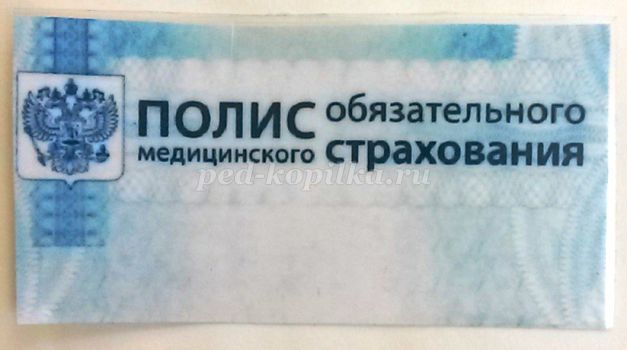 ПОЛИС обязательного
медицинского страхования
ped-kopilka.ru